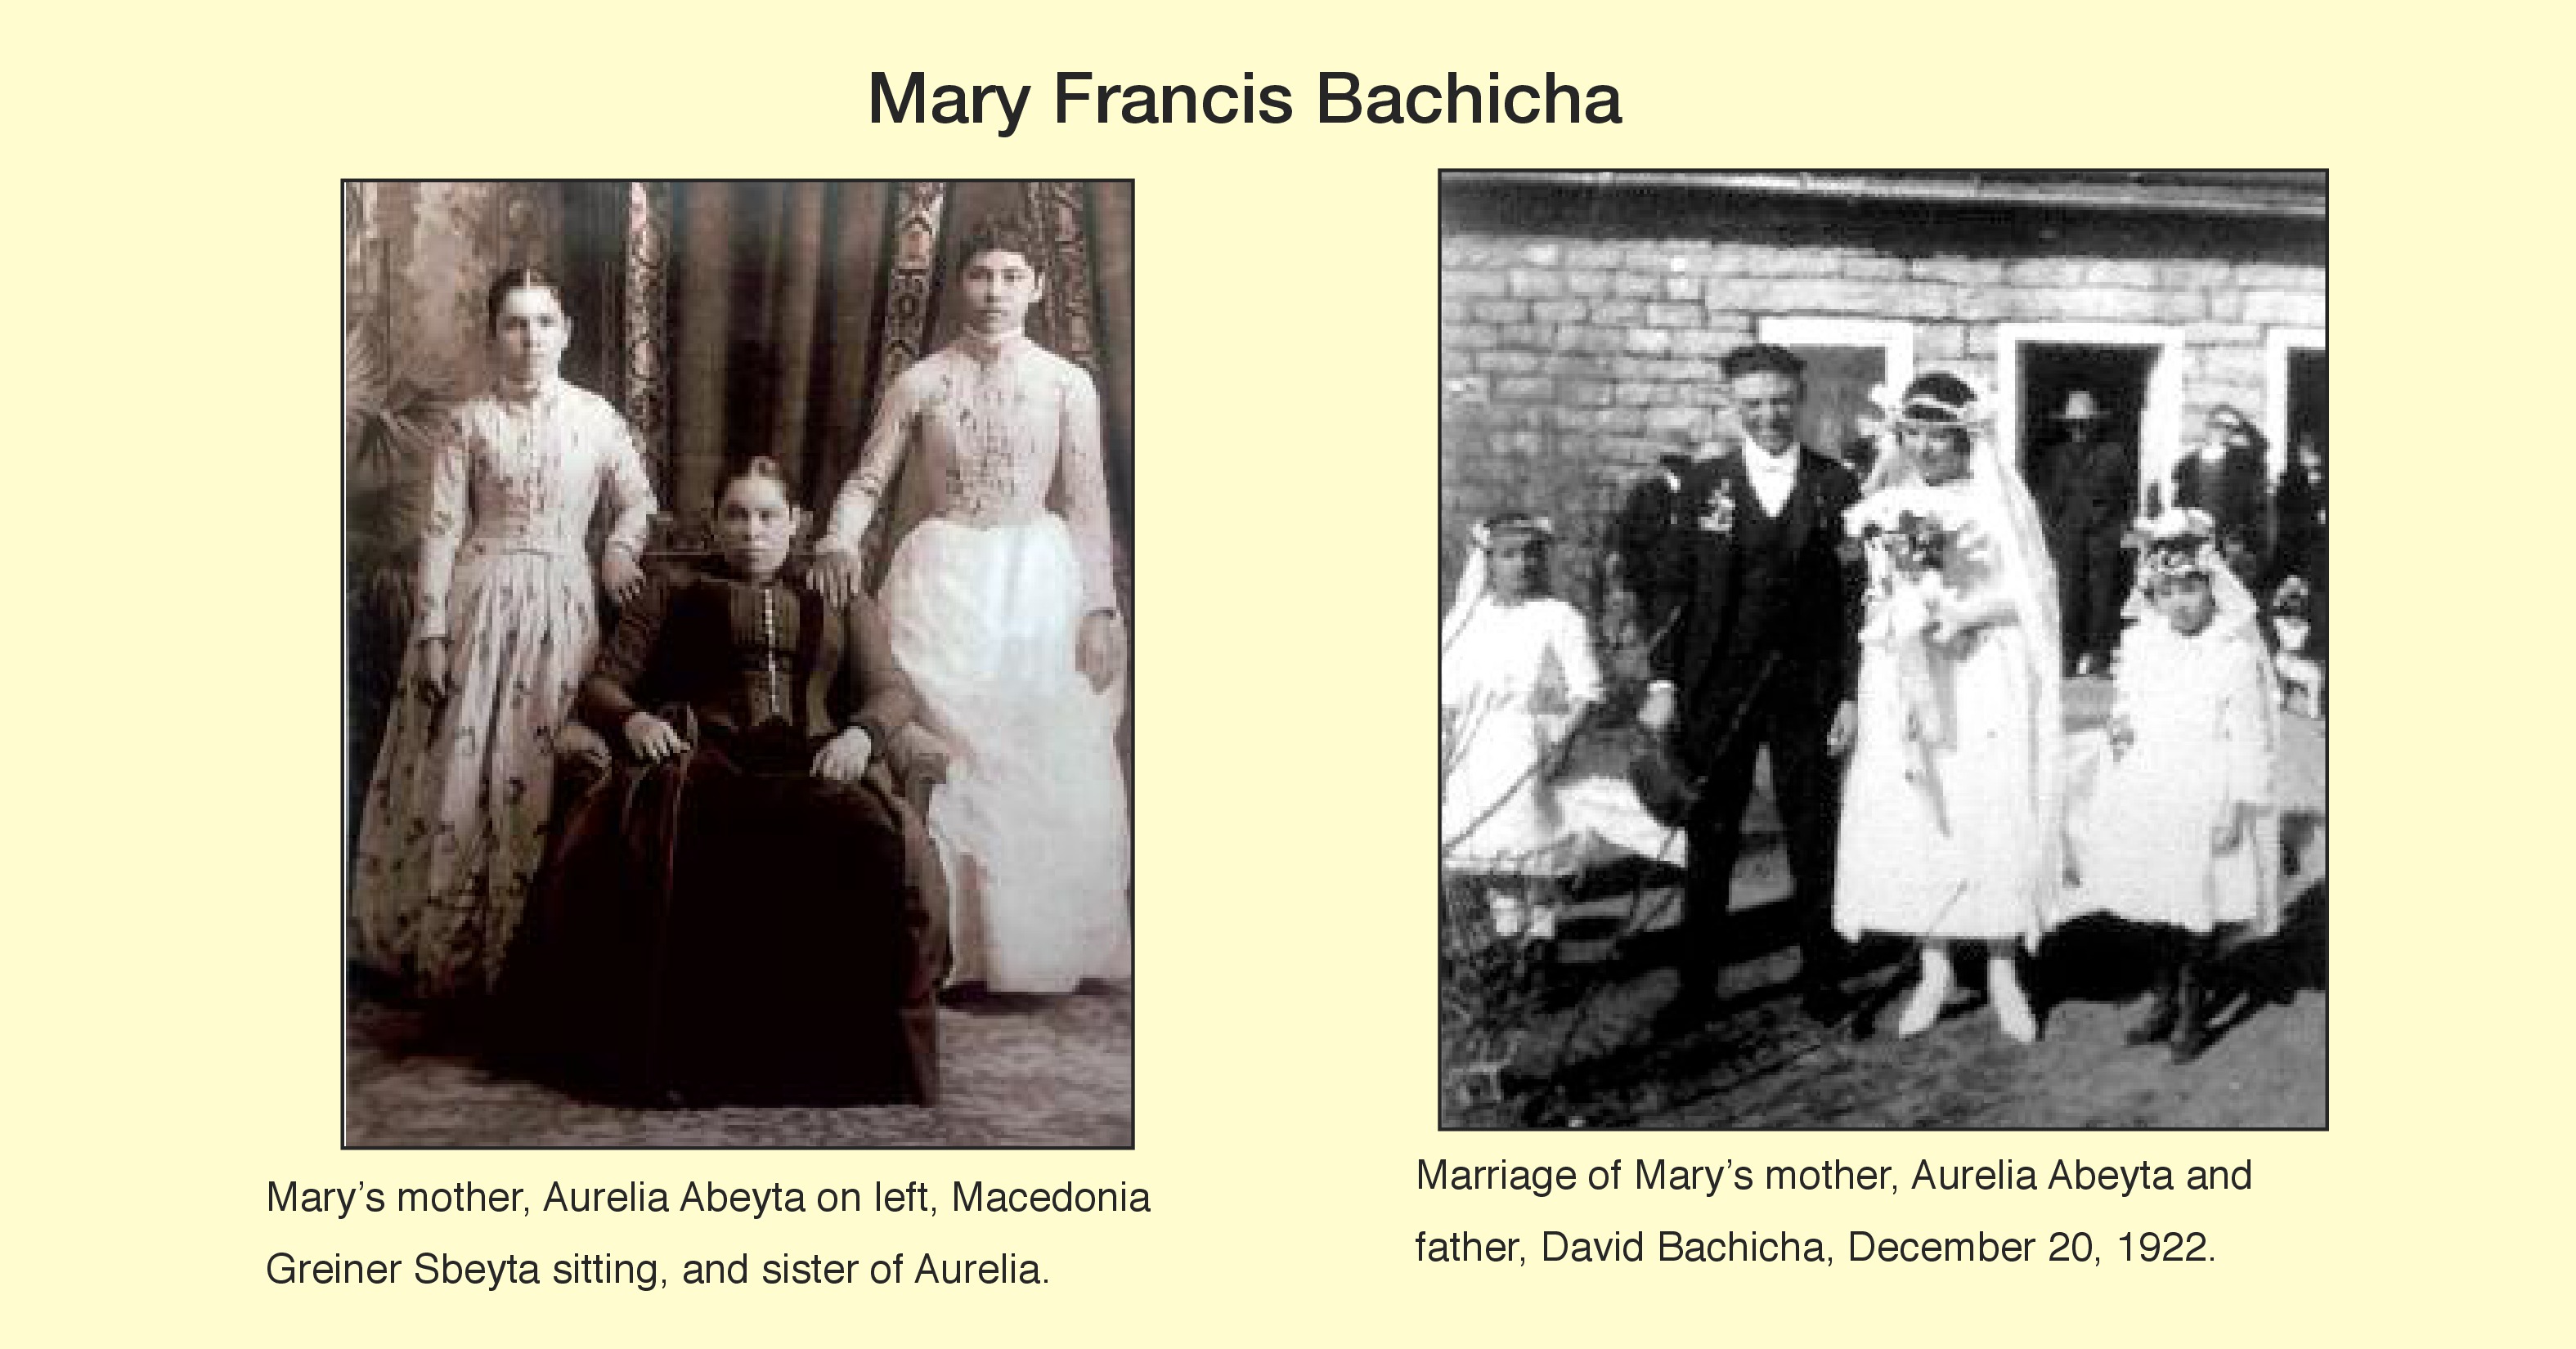 Mary Francis Bachicha
Mary’s mother, Aurelia Abeyta on left, Macedonia
Greiner Sbeyta sitting, and sister of Aurelia.
Marriage of Mary’s mother, Aurelia Abeyta and
father, David Bachicha, December 20, 1922.